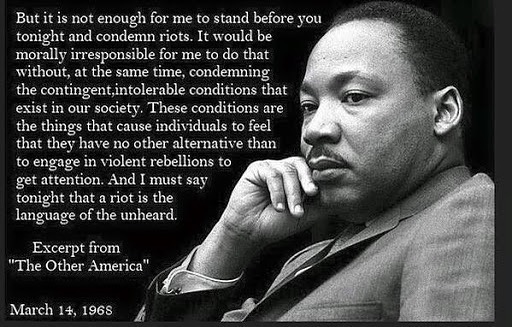 But it is not enough for me to stand before you
tonight and condemn riots. It would be
morally irresponsible for me to do that
without, at the same time, condemning
the contingent,intolerable conditions that
exist in our society. These conditions are
the things that cause individuals to feel
that they have no other alternative than
to engage in violent rebellions to
get attention. And I must say
tonight that a riot is the
language of the unheard.
Excerpt from
"The Other America"
March 14, 1968